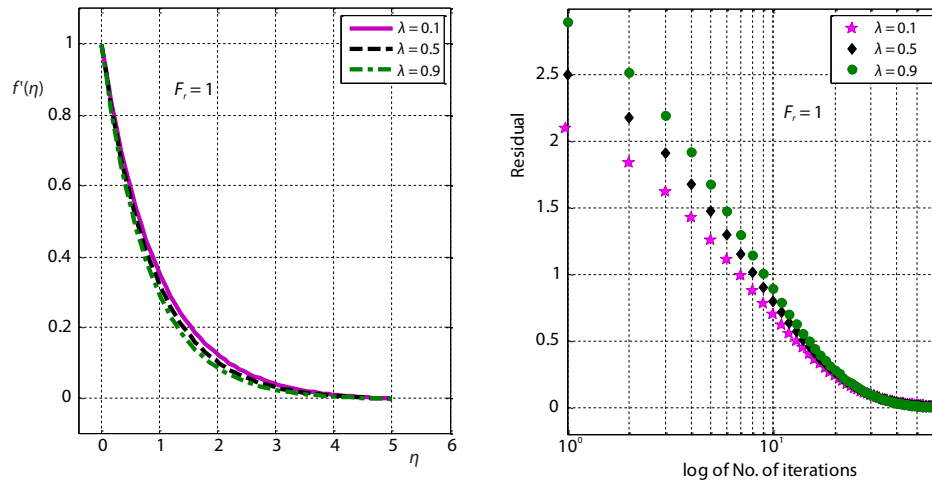 1
0.8
0.6
0.4
0.2
0
f'(η)
F_r = 1
λ = 0.1
λ = 0.5
λ = 0.9
0 1 2 3 4 5 6
η
2.5
2
1.5
1
0.5
0
Residual
F_r = 1
λ = 0.1
λ = 0.5
λ = 0.9
10^0 10^1
log of No. of iterations